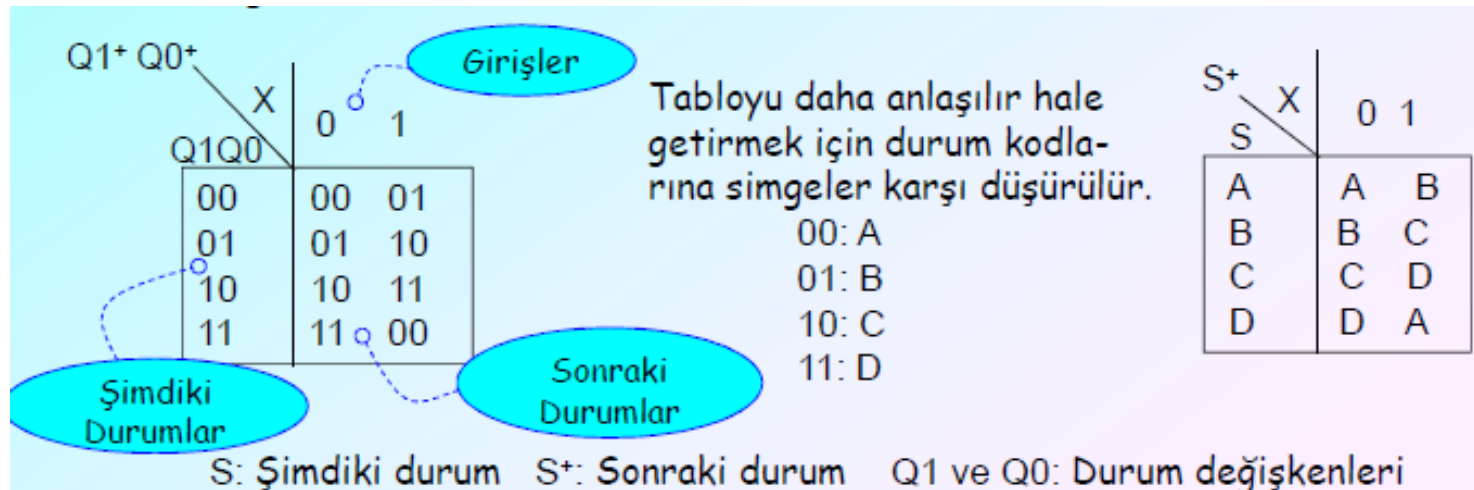 Q1⁺ Q0⁺
X
0 1
Q1Q0
00 00 01
01 01 10
10 10 11
11 11 00
Girişler
Şimdiki
Durumlar
Sonraki
Durumlar
Tabloyu daha anlaşılır hale
getirmek için durum kodla-
rına simgeler karşı düşürülür.
00: A
01: B
10: C
11: D
S⁺
X
0 1
S
A A B
B B C
C C D
D D A
S: Şimdiki durum S⁺: Sonraki durum Q1 ve Q0: Durum değişkenleri